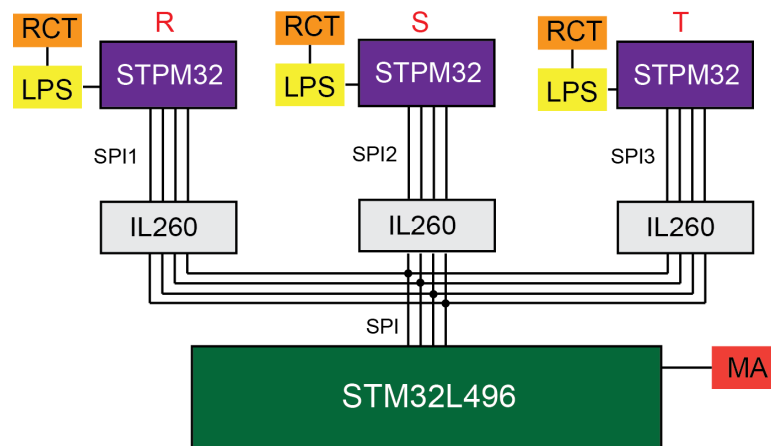 R
S
T
RCT
RCT
RCT
STPM32
STPM32
STPM32
LPS
LPS
LPS
SPI1
SPI2
SPI3
IL260
IL260
IL260
SPI
MA
STM32L496